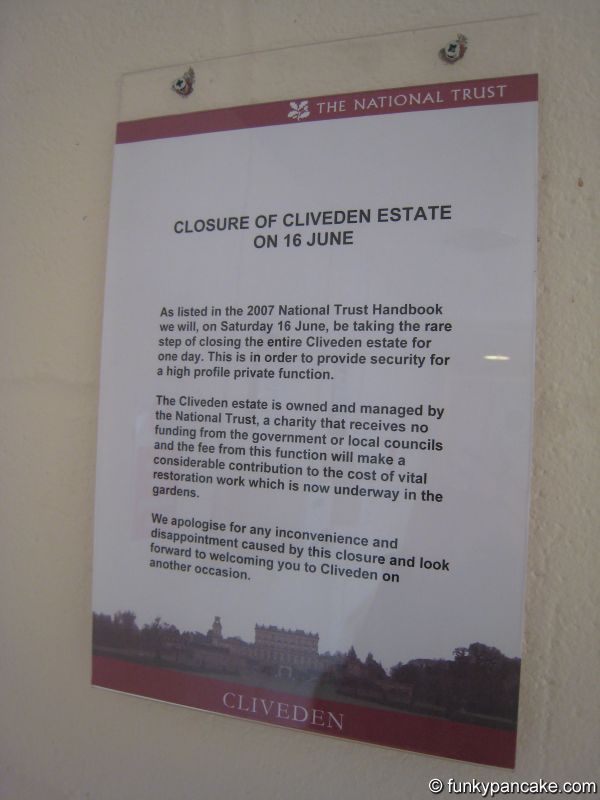 THE NATIONAL TRUST
CLOSURE OF CLIVEDEN ESTATE
ON 16 JUNE
As listed in the 2007 National Trust Handbook
we will, on Saturday 16 June, be taking the rare
step of closing the entire Cliveden estate for
one day. This is in order to provide security for
a high profile private function.
The Cliveden estate is owned and managed by
the National Trust, a charity that receives no
funding from the government or local councils
and the fee from this function will make a
considerable contribution to the cost of vital
restoration work which is now underway in the
gardens.
We apologise for any inconvenience and
disappointment caused by this closure and look
forward to welcoming you to Cliveden on
another occasion.
CLIVEDEN
© funkypancake.com